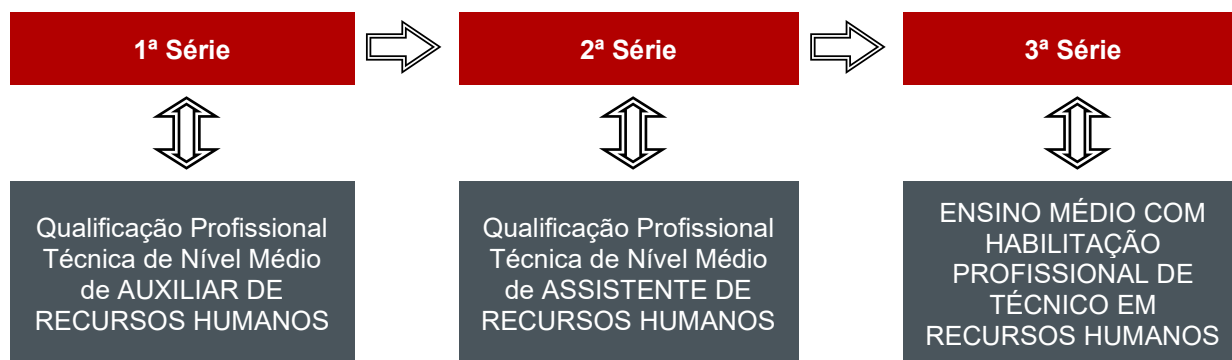 1ª Série
2ª Série
3ª Série
Qualificação Profissional
Técnica de Nível Médio
de AUXILIAR DE
RECURSOS HUMANOS
Qualificação Profissional
Técnica de Nível Médio
de ASSISTENTE DE
RECURSOS HUMANOS
ENSINO MÉDIO COM
HABILITAÇÃO
PROFISSIONAL DE
TÉCNICO EM
RECURSOS HUMANOS